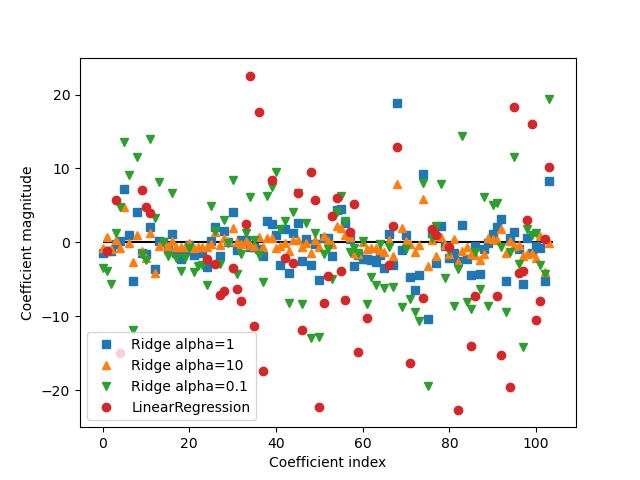 20
10
0
−10
−20
Coefficient magnitude
Ridge alpha=1
Ridge alpha=10
Ridge alpha=0.1
LinearRegression
0 20 40 60 80 100
Coefficient index